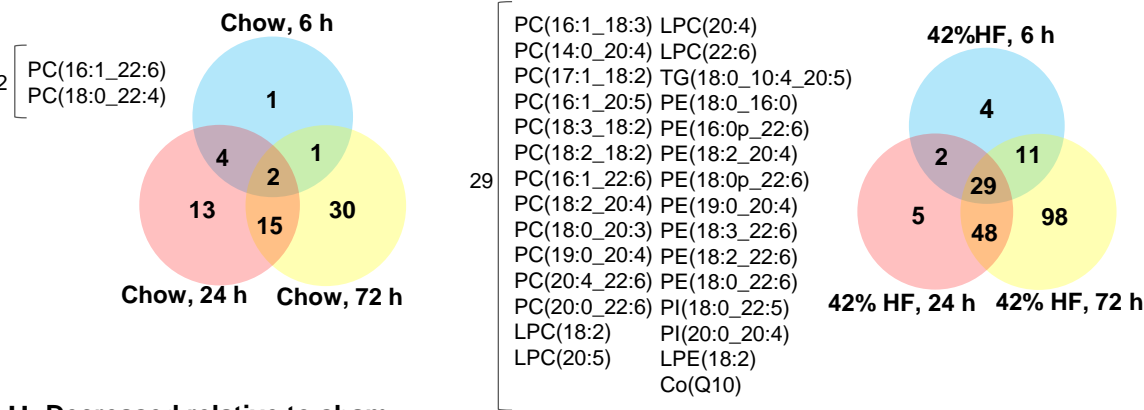 Chow, 6 h
2
PC(16:1_22:6)
PC(18:0_22:4)
1
4
1
2
13
15
30
Chow, 24 h
Chow, 72 h
29
PC(16:1_18:3) LPC(20:4)
PC(14:0_20:4) LPC(22:6)
PC(17:1_18:2) TG(18:0_10:4_20:5)
PC(16:1_20:5) PE(18:0_16:0)
PC(18:3_18:2) PE(16:0p_22:6)
PC(18:2_18:2) PE(18:2_20:4)
PC(16:1_22:6) PE(18:0p_22:6)
PC(18:2_20:4) PE(19:0_20:4)
PC(18:0_20:3) PE(18:3_22:6)
PC(19:0_20:4) PE(18:2_22:6)
PC(20:4_22:6) PE(18:0_22:6)
PC(20:0_22:6) PI(18:0_22:5)
LPC(18:2) PI(20:0_20:4)
LPC(20:5) LPE(18:2)
Co(Q10)
42%HF, 6 h
4
2
11
29
5
48
98
42% HF, 24 h
42% HF, 72 h